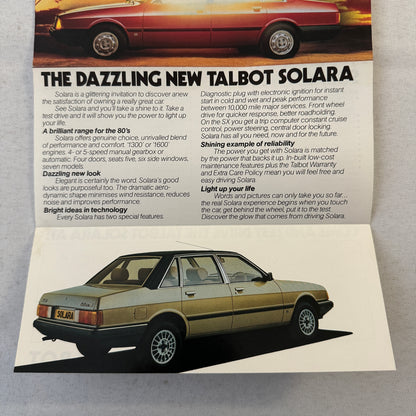 THE DAZZLING NEW TALBOT SOLARA
Solara is a glittering invitation to discover anew
the satisfaction of owning a really great car.
See Solara and you'll take a shine to it. Take a
test drive and it will show you the power to light up
your life.
A brilliant range for the 80's
Solara offers genuine choice, unrivalled blend
of performance and comfort. '1300' or '1600'
engines. 4- or 5-speed manual gearbox or
automatic. Four doors, seats five, six side windows,
seven models.
Dazzling new look
Elegant is certainly the word. Solara's good
looks are purposeful too. The dramatic aero-
dynamic shape minimises wind resistance, reduces
noise and improves performance.
Bright ideas in technology
Every Solara has two special features.
Diagnostic plug with electronic ignition for instant
start in cold and wet and peak performance
between 10,000 mile major services. Front wheel
drive for quicker response, better roadholding.
On the SX you get a trip computer constant cruise
control, power steering, central door locking.
Solara has all you need, wherever you're going.
Shining example of reliability
The power you get with Solara is matched
by the power that backs it up. In-built low-cost
maintenance features plus the Talbot Warranty
and Extra Care Policy mean you will feel free and
easy driving Solara.
Light up your life
Words and pictures can only take you so far...
the real Solara experience begins when you touch
the car, get behind the wheel, put it to the test.
Discover the glow that comes from driving Solara.
SOLARA